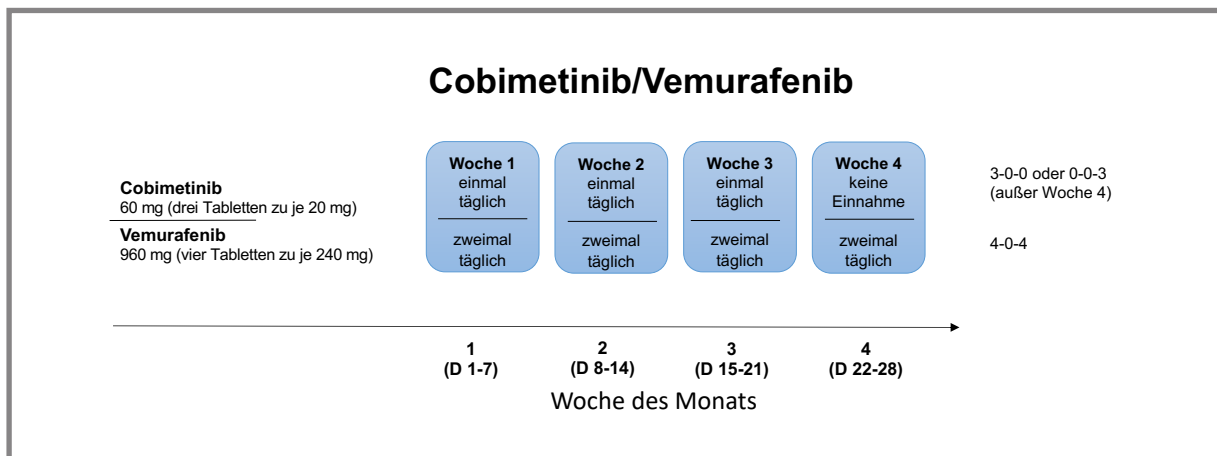 Cobimetinib/Vemurafenib
Cobimetinib
60 mg (drei Tabletten zu je 20 mg)
Vemurafenib
960 mg (vier Tabletten zu je 240 mg)
Woche 1
einmal
täglich
zweimal
täglich
Woche 2
einmal
täglich
zweimal
täglich
Woche 3
einmal
täglich
zweimal
täglich
Woche 4
keine
Einnahme
zweimal
täglich
3-0-0 oder 0-0-3
(außer Woche 4)
4-0-4
1
(D 1-7)
2
(D 8-14)
3
(D 15-21)
4
(D 22-28)
Woche des Monats